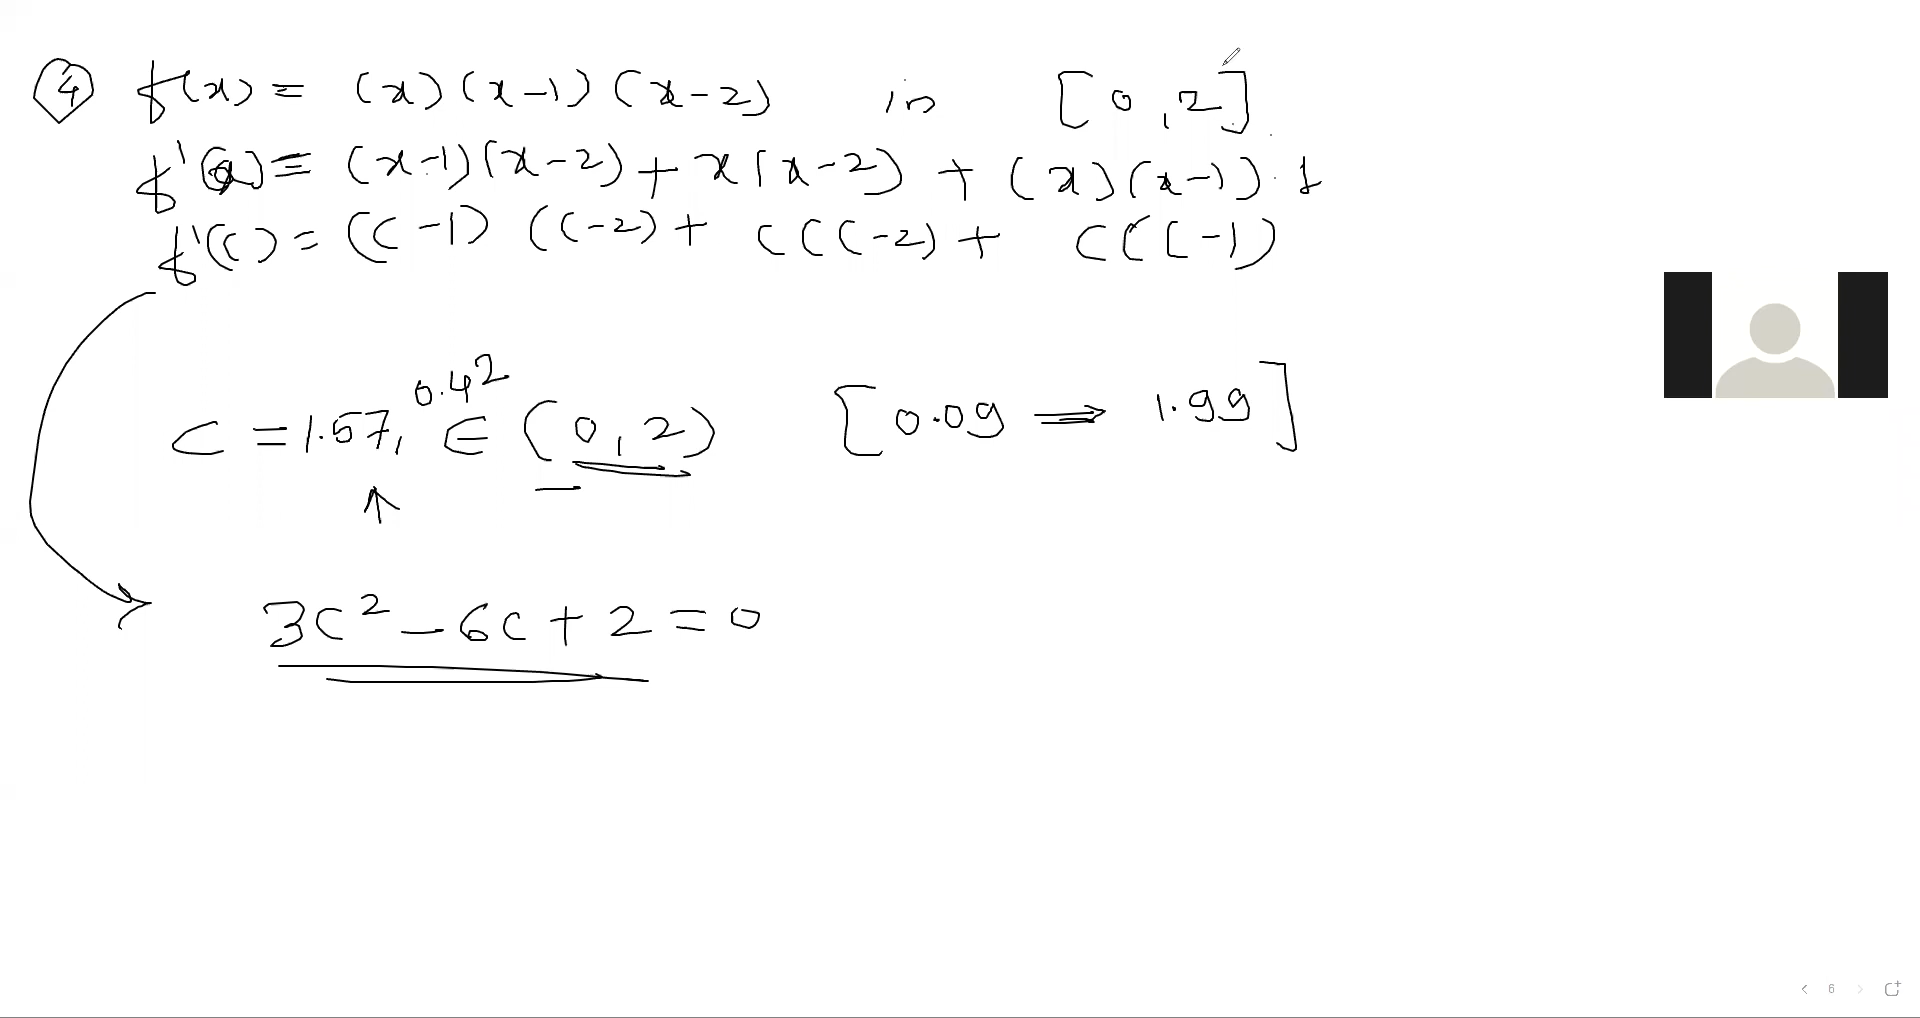 4 f(x) = (x)(x-1)(x-2) in [0,2]
f'(x) = (x-1)(x-2) + x(x-2) + (x)(x-1).1
f'(c) = (c-1)(c-2) + c(c-2) + c(c-1)
c = 1.57, 0.42 ∈ (0,2) [0.09 ⇒ 1.99]
3c² - 6c + 2 = 0
< 6 >